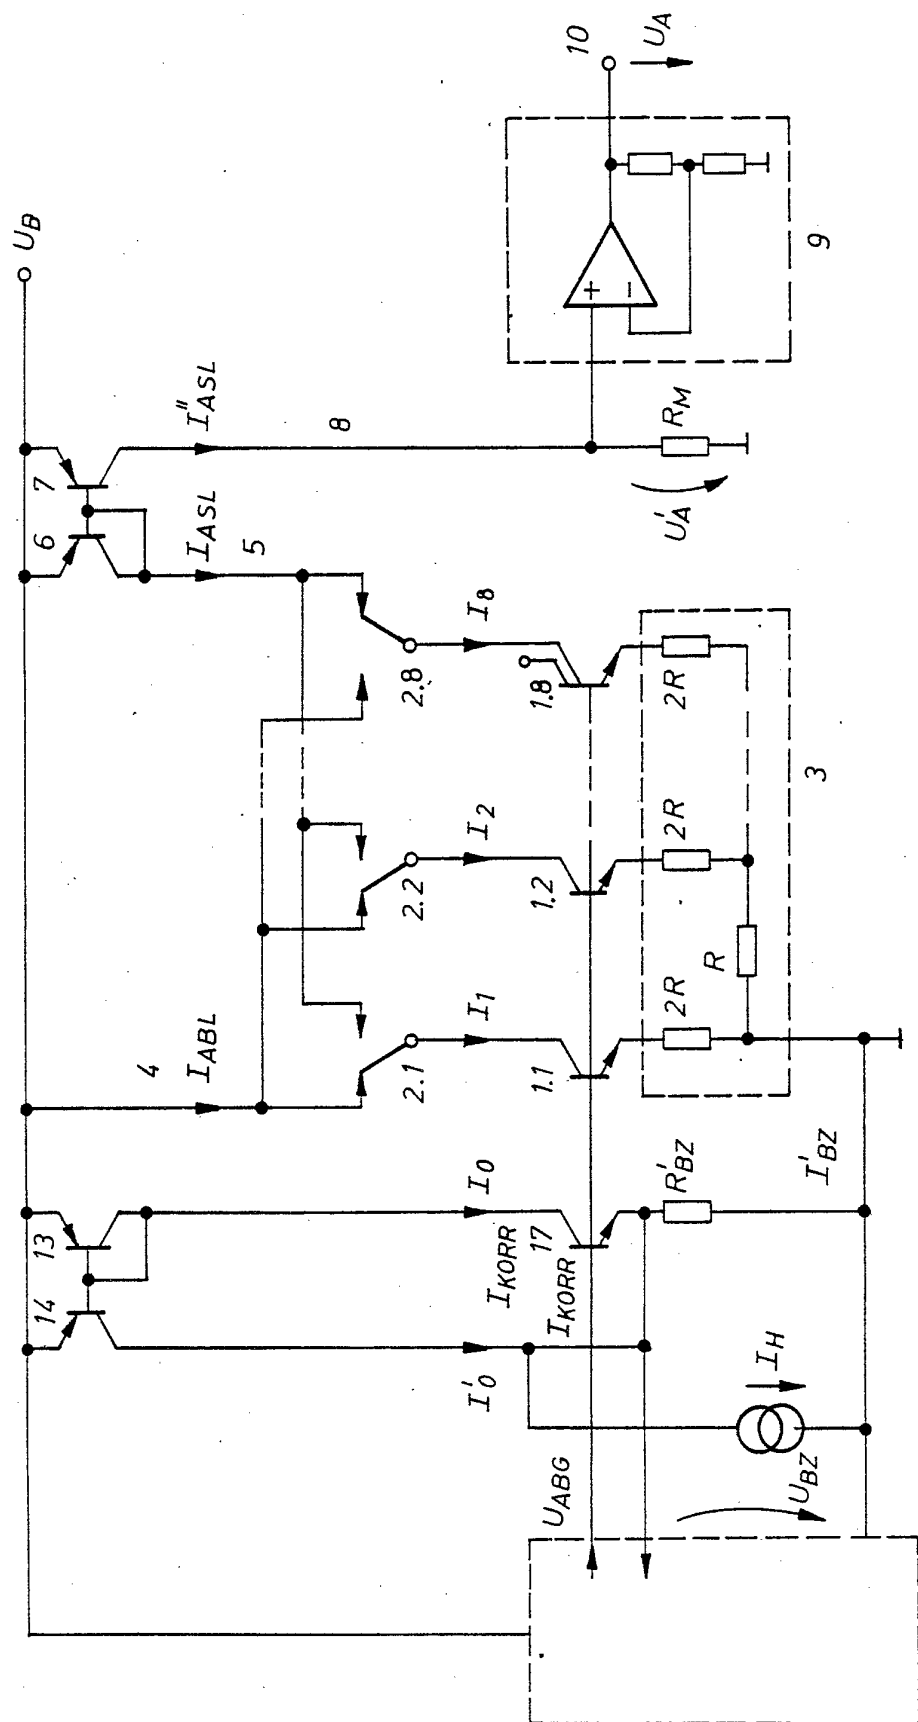 U_B
10
U_A
9
6
7
I_ASL
I''_ASL
5
8
U'_A
R_M
+
−
4
I_ABL
2.1
2.2
2.8
I_1
I_2
I_8
1.1
1.2
1.8
2R
2R
2R
R
3
14
13
I'_0
I_0
I_KORR
I_KORR
17
R'_BZ
I'_BZ
I_H
U_ABG
U_BZ